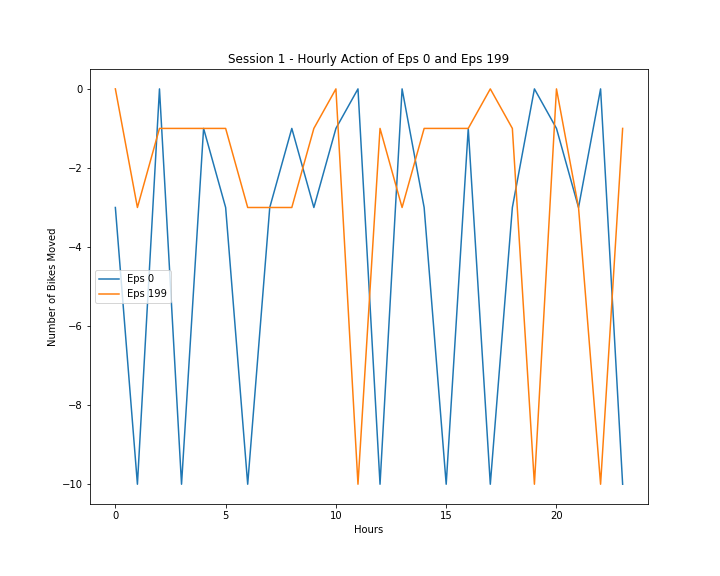 Session 1 - Hourly Action of Eps 0 and Eps 199
0
−2
−4
−6
−8
−10
Number of Bikes Moved
Eps 0
Eps 199
0 5 10 15 20
Hours